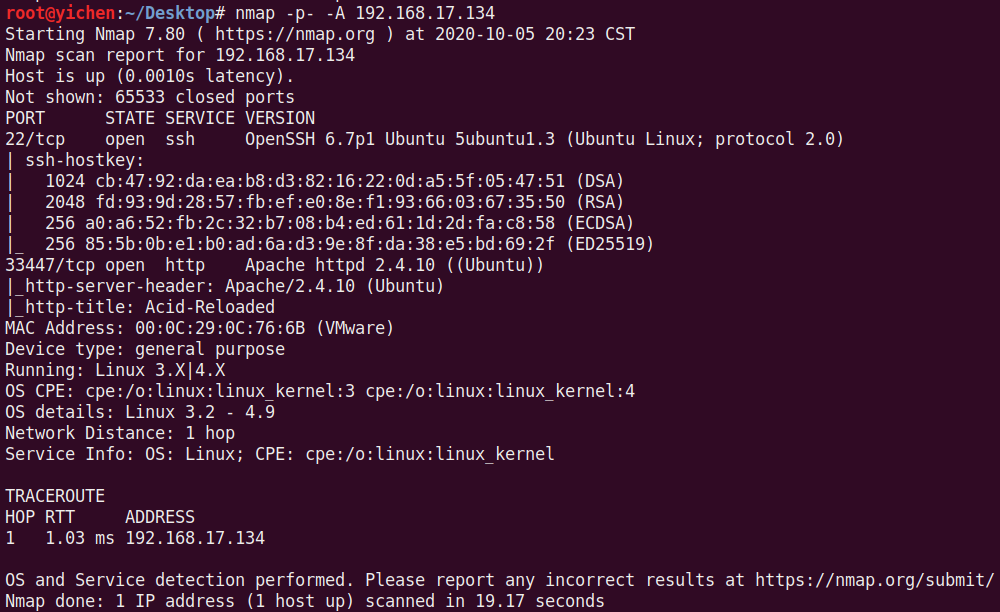 root@yichen:~/Desktop# nmap -p- -A 192.168.17.134
Starting Nmap 7.80 ( https://nmap.org ) at 2020-10-05 20:23 CST
Nmap scan report for 192.168.17.134
Host is up (0.0010s latency).
Not shown: 65533 closed ports
PORT      STATE SERVICE VERSION
22/tcp    open  ssh     OpenSSH 6.7p1 Ubuntu 5ubuntu1.3 (Ubuntu Linux; protocol 2.0)
| ssh-hostkey:
|   1024 cb:47:92:da:ea:b8:d3:82:16:22:0d:a5:5f:05:47:51 (DSA)
|   2048 fd:93:9d:28:57:fb:ef:e0:8e:f1:93:66:03:67:35:50 (RSA)
|   256 a0:a6:52:fb:2c:32:b7:08:b4:ed:61:1d:2d:fa:c8:58 (ECDSA)
|_  256 85:5b:0b:e1:b0:ad:6a:d3:9e:8f:da:38:e5:bd:69:2f (ED25519)
33447/tcp open  http    Apache httpd 2.4.10 ((Ubuntu))
|_http-server-header: Apache/2.4.10 (Ubuntu)
|_http-title: Acid-Reloaded
MAC Address: 00:0C:29:0C:76:6B (VMware)
Device type: general purpose
Running: Linux 3.X|4.X
OS CPE: cpe:/o:linux:linux_kernel:3 cpe:/o:linux:linux_kernel:4
OS details: Linux 3.2 - 4.9
Network Distance: 1 hop
Service Info: OS: Linux; CPE: cpe:/o:linux:linux_kernel

TRACEROUTE
HOP RTT     ADDRESS
1   1.03 ms 192.168.17.134

OS and Service detection performed. Please report any incorrect results at https://nmap.org/submit/
Nmap done: 1 IP address (1 host up) scanned in 19.17 seconds